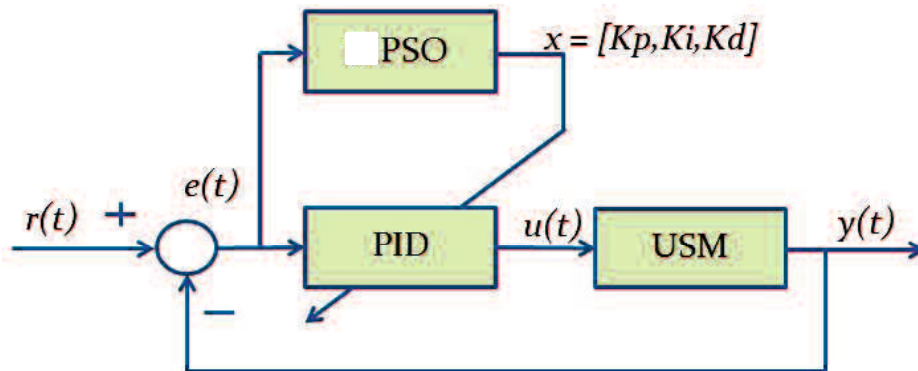 PSO
x = [Kp,Ki,Kd]
e(t)
r(t)
+
PID
u(t)
USM
y(t)
−